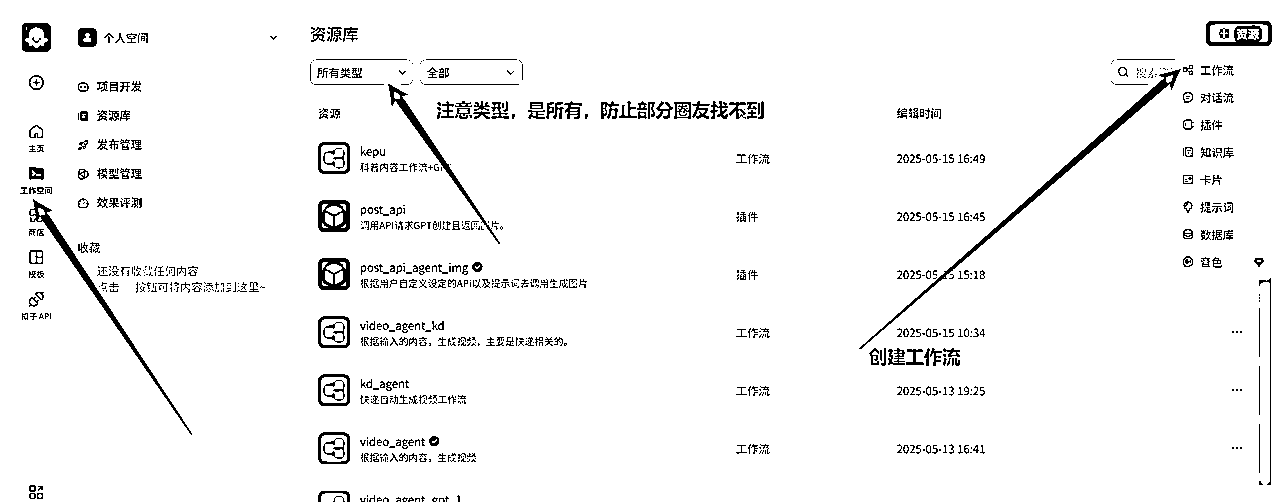 个人空间
资源库
资源
所有类型
全部
搜索
工作流
对话流
插件
知识库
卡片
提示词
数据库
音色
主页
工作空间
商店
模板
扣子 API
项目开发
资源库
发布管理
模型管理
效果评测
收藏
还没有收藏任何内容
点击 按钮可将内容添加到这里~
注意类型，是所有，防止部分圈友找不到
资源
编辑时间
kepu
科普内容工作流+G
工作流
2025-05-15 16:49
post_api
调用API请求GPT创建且返回图片。
插件
2025-05-15 16:45
post_api_agent_img
根据用户自定义设定的APi以及提示词去调用生成图片
插件
2025-05-15 15:18
video_agent_kd
根据输入的内容，生成视频，主要是快递相关的。
工作流
2025-05-15 10:34
创建工作流
kd_agent
快递自动生成视频工作流
工作流
2025-05-13 19:25
video_agent
根据输入的内容，生成视频
工作流
2025-05-13 16:41
video_agent_gpt_1